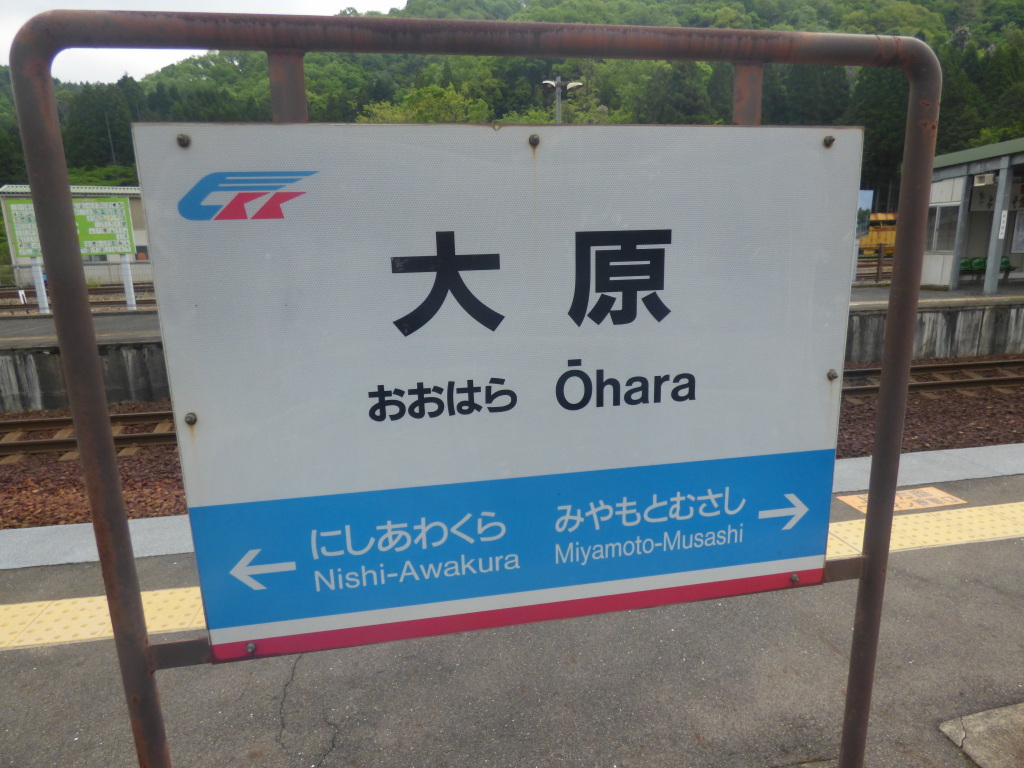 大原
おおはら Ōhara
← にしあわくら
Nishi-Awakura
みやもとむさし →
Miyamoto-Musashi